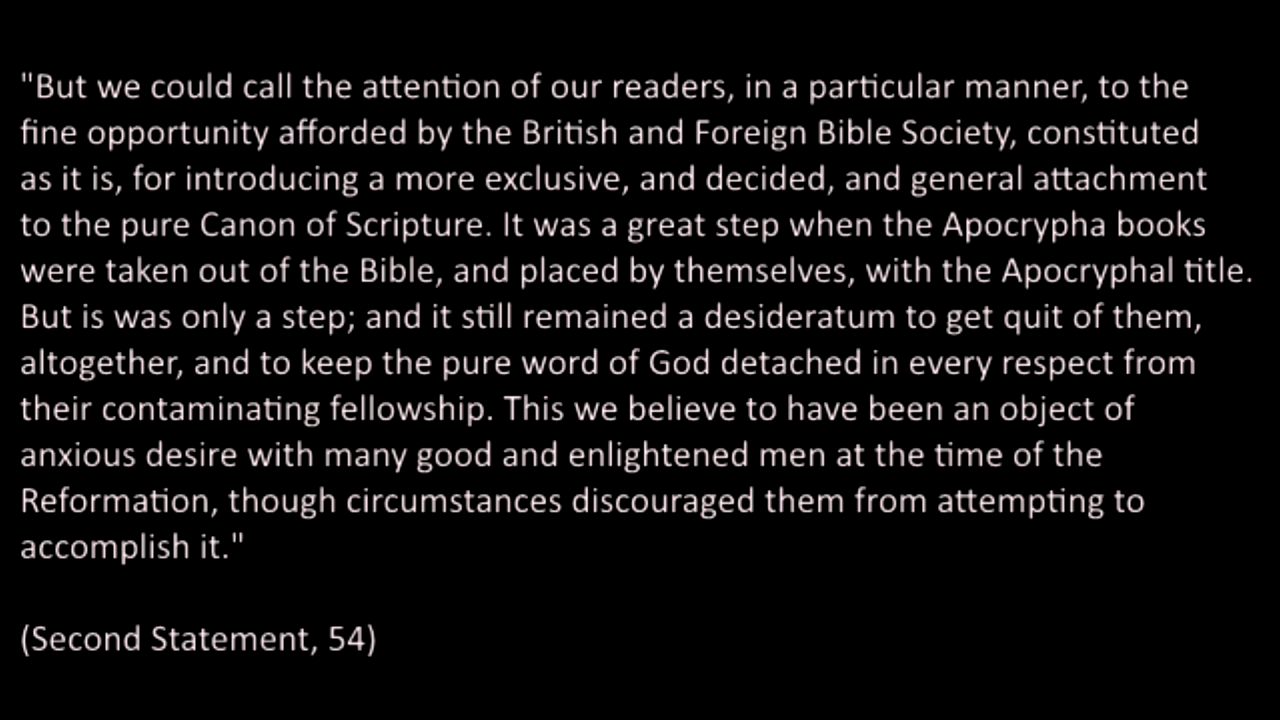 "But we could call the attention of our readers, in a particular manner, to the
fine opportunity afforded by the British and Foreign Bible Society, constituted
as it is, for introducing a more exclusive, and decided, and general attachment
to the pure Canon of Scripture. It was a great step when the Apocrypha books
were taken out of the Bible, and placed by themselves, with the Apocryphal title.
But is was only a step; and it still remained a desideratum to get quit of them,
altogether, and to keep the pure word of God detached in every respect from
their contaminating fellowship. This we believe to have been an object of
anxious desire with many good and enlightened men at the time of the
Reformation, though circumstances discouraged them from attempting to
accomplish it."
(Second Statement, 54)